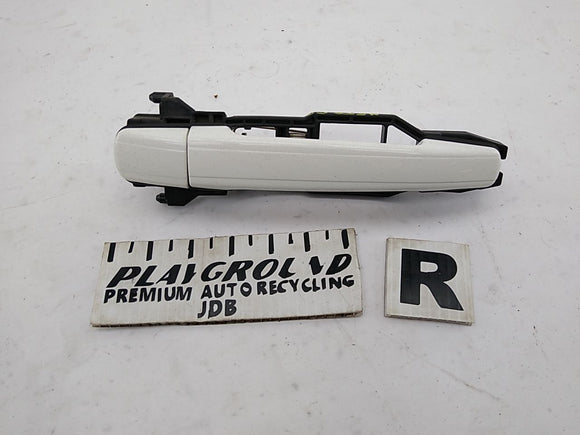 PLAYGROUND
PREMIUM AUTO RECYCLING
JDB
R